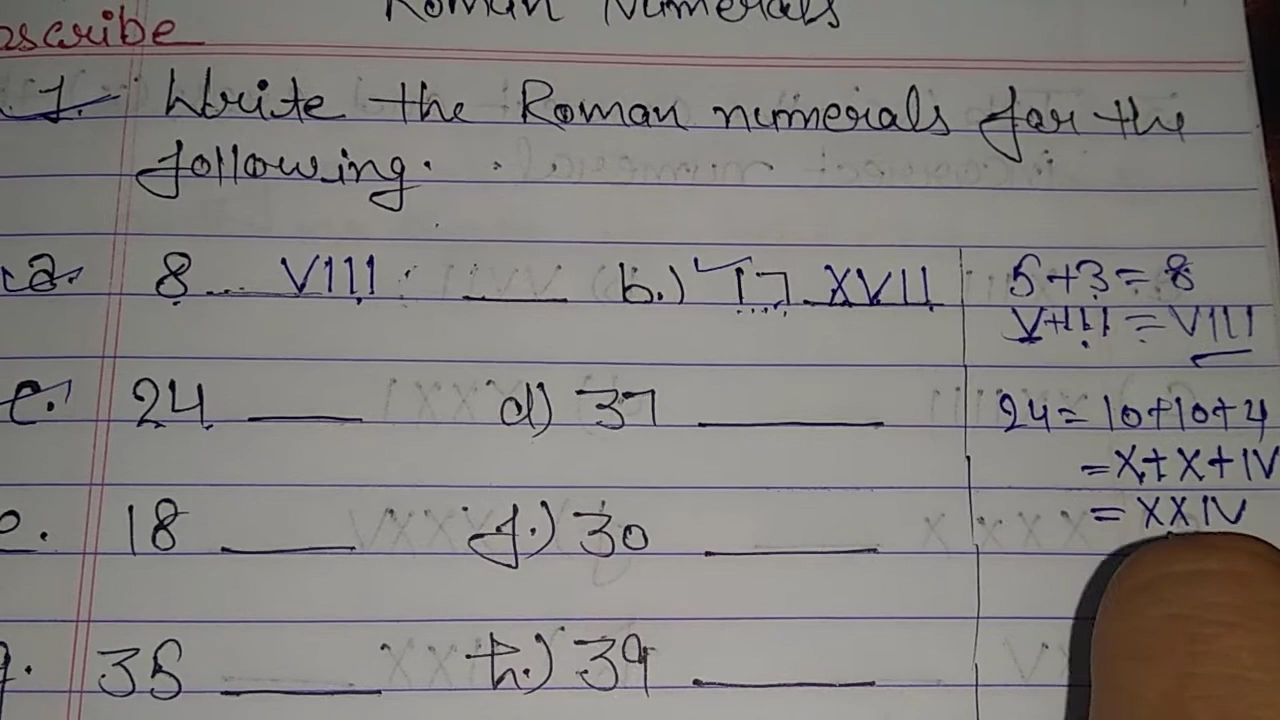 Roman Numerals
scribe
1. Write the Roman numerals for the
following.
a. 8 VIII b.) 17 XVII 5+3=8
V+III=VIII
c. 24 d) 37 24=10+10+4
=X+X+IV
e. 18 f.) 30 =XXIV
35 h.) 39